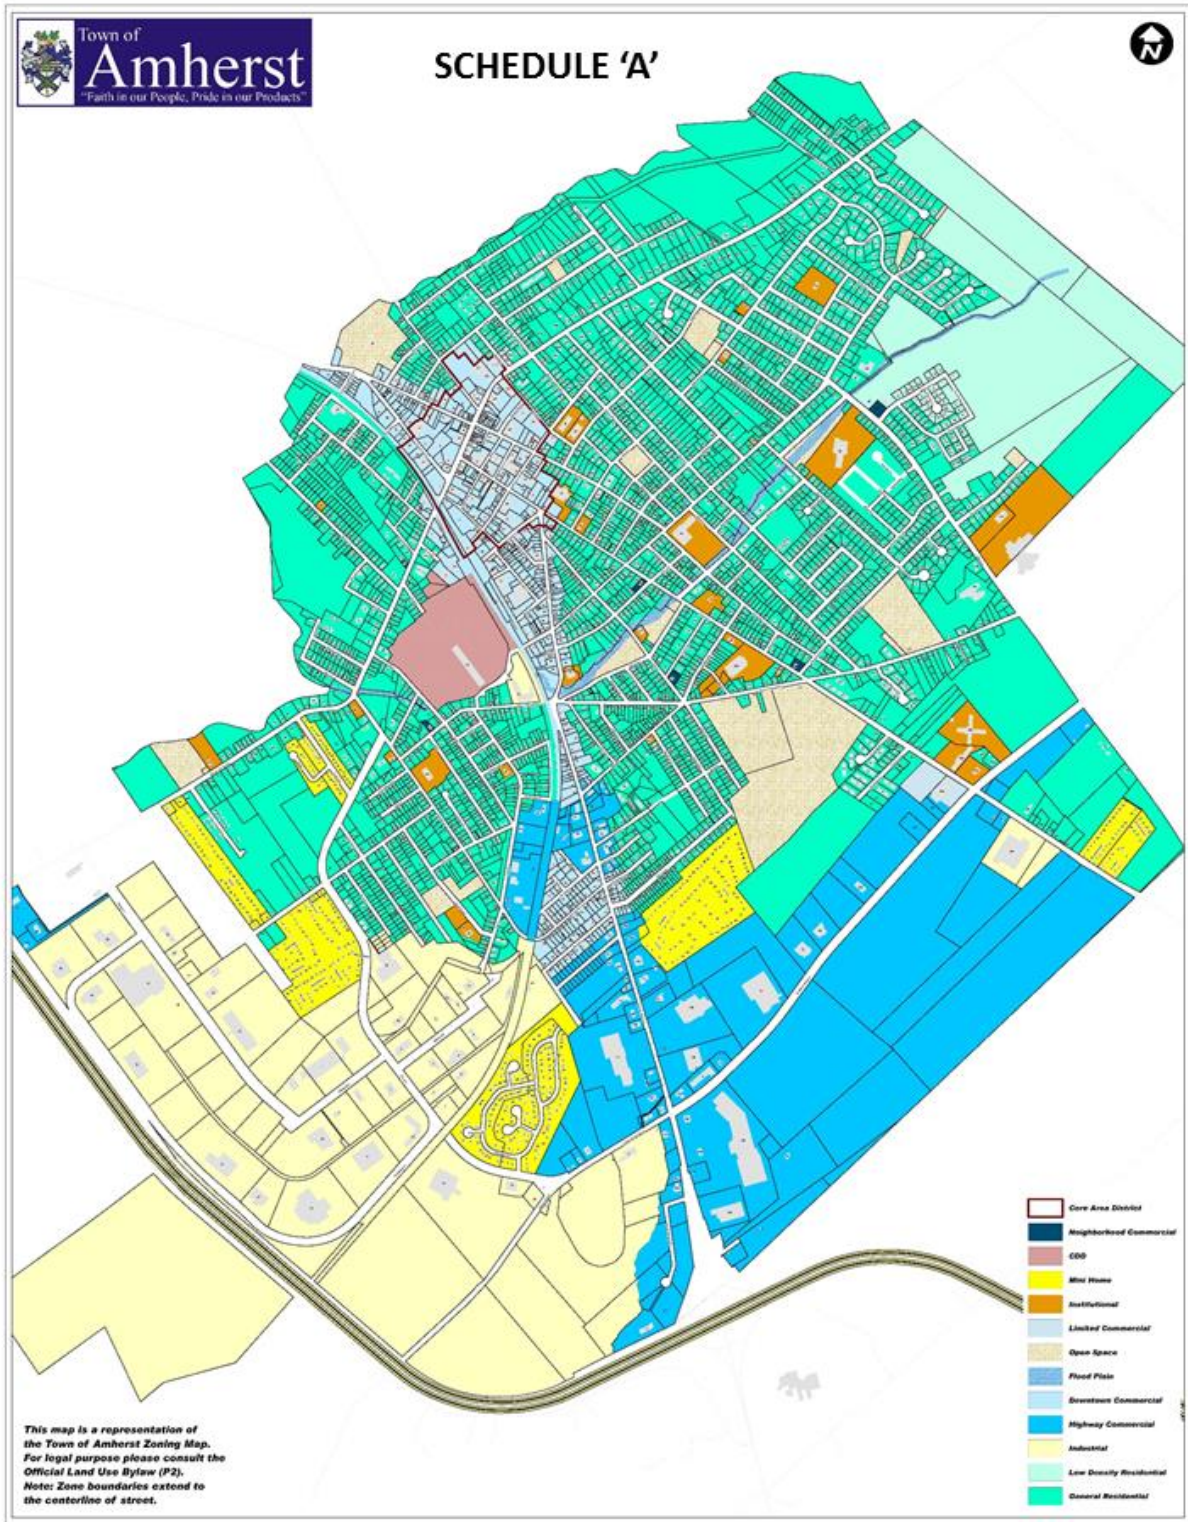 Town of
Amherst
"Faith in our People, Pride in our Products"
SCHEDULE 'A'
N
Core Area District
Neighborhood Commercial
CDD
Mini Home
Institutional
Limited Commercial
Open Space
Flood Plain
Downtown Commercial
Highway Commercial
Industrial
Low Density Residential
General Residential
This map is a representation of
the Town of Amherst Zoning Map.
For legal purpose please consult the
Official Land Use Bylaw (P2).
Note: Zone boundaries extend to
the centerline of street.